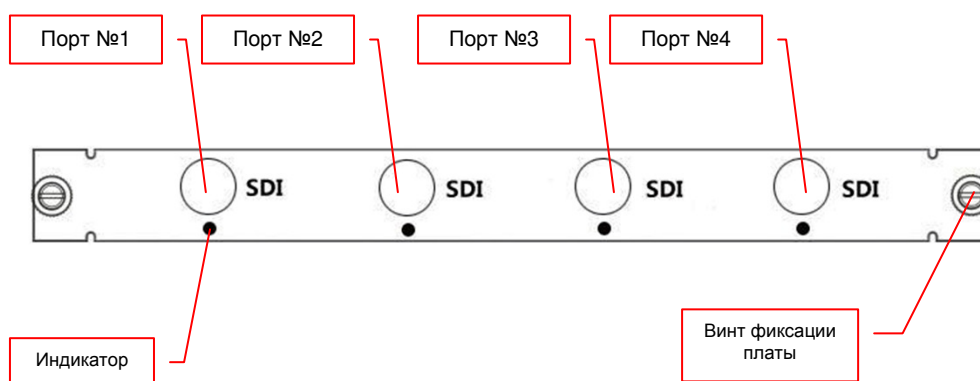 Порт №1
Порт №2
Порт №3
Порт №4
SDI
SDI
SDI
SDI
Индикатор
Винт фиксации
платы